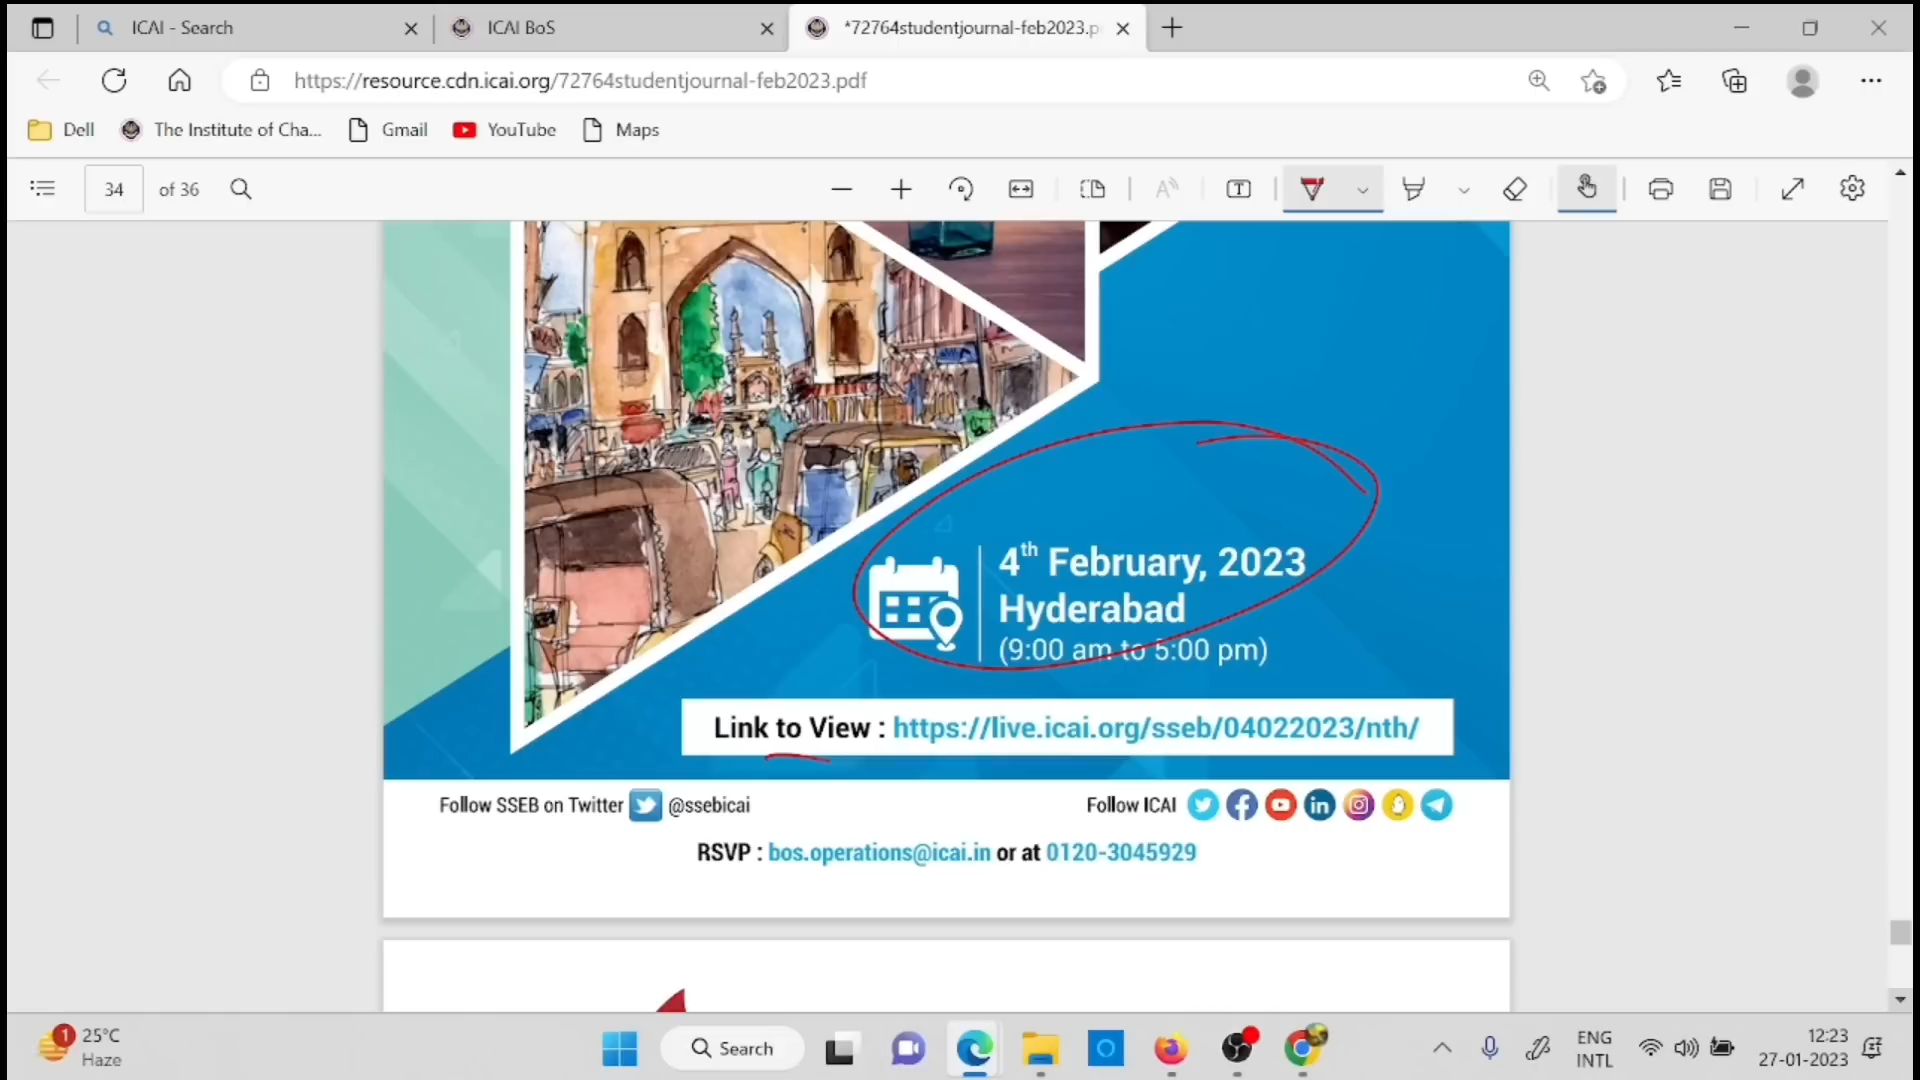 ICAI - Search
ICAI BoS
*72764studentjournal-feb2023.p
https://resource.cdn.icai.org/72764studentjournal-feb2023.pdf
Dell
The Institute of Cha...
Gmail
YouTube
Maps
34 of 36
4th February, 2023
Hyderabad
(9:00 am to 5:00 pm)
Link to View : https://live.icai.org/sseb/04022023/nth/
Follow SSEB on Twitter @ssebicai
Follow ICAI
RSVP : bos.operations@icai.in or at 0120-3045929
1
25°C
Haze
Search
ENG
INTL
12:23
27-01-2023